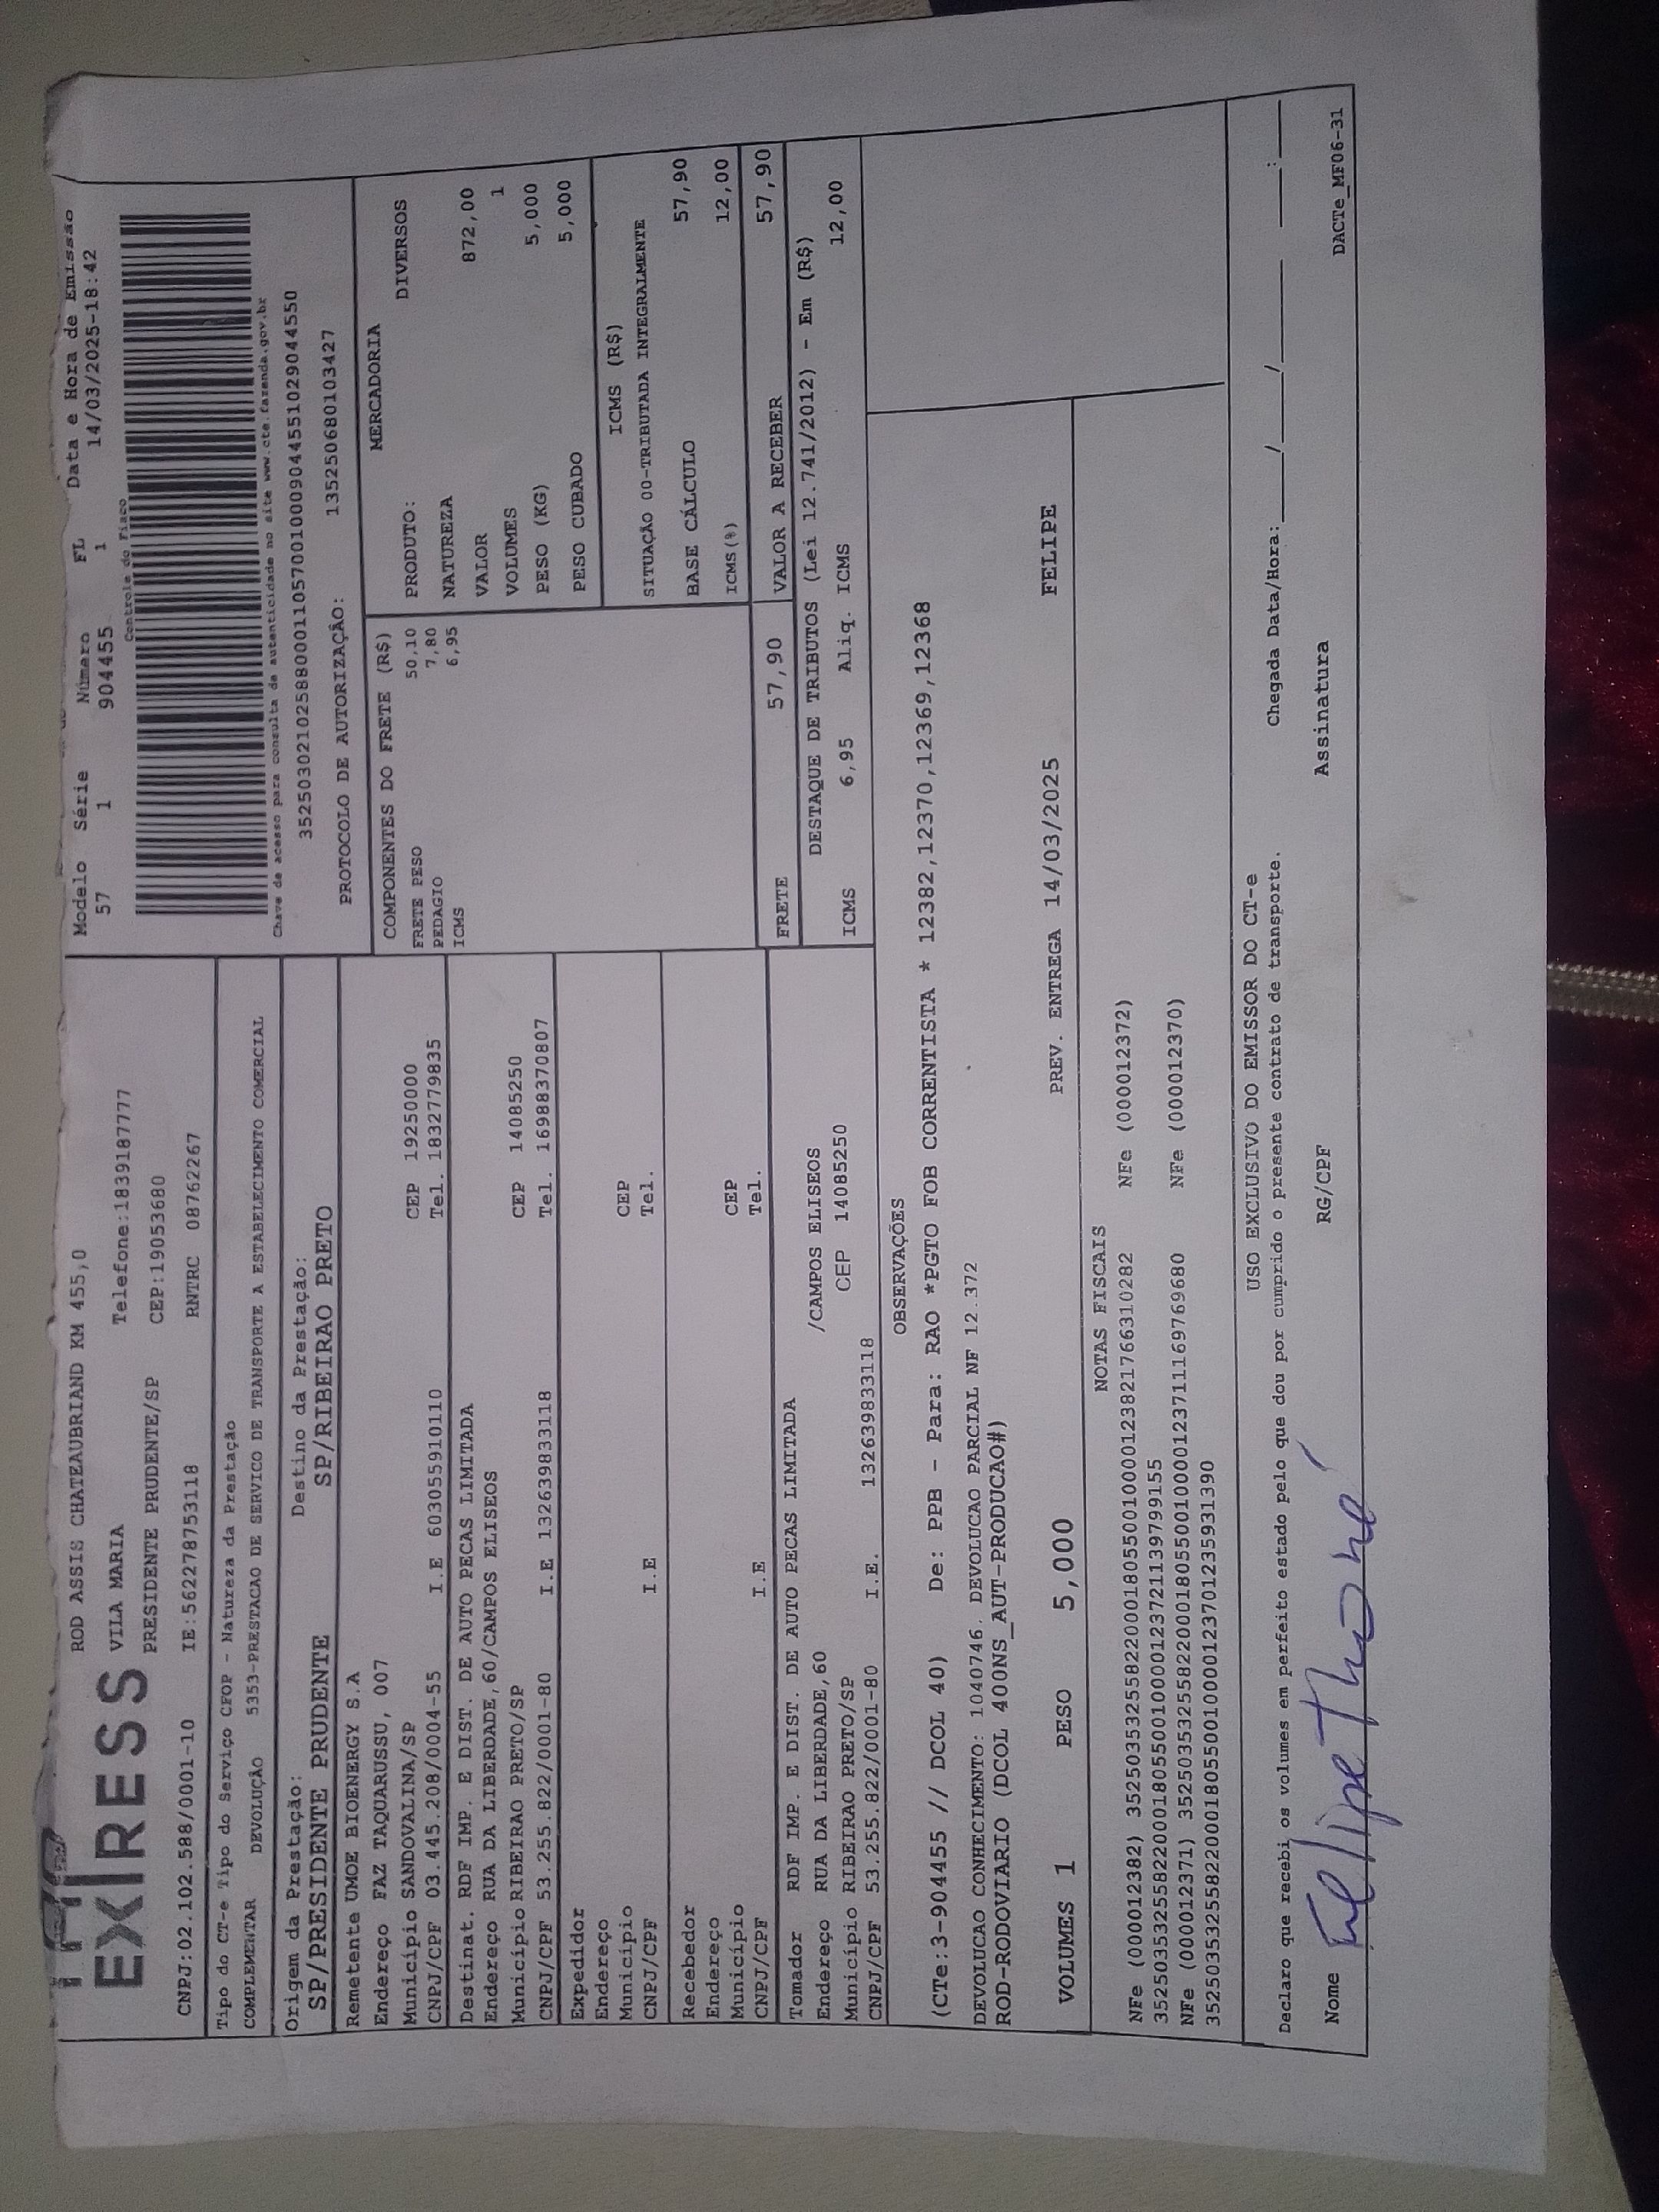 EXPRESS
ROD ASSIS CHATEAUBRIAND KM 455,0
VILA MARIA Telefone:1839187777
PRESIDENTE PRUDENTE/SP CEP:19053680
CNPJ:02.102.588/0001-10 IE:562278753118 RNTRC 08762267
Modelo Série Número FL Data e Hora de Emissão
57 1 904455 1 14/03/2025-18:42
Controle do Fisco
Chave de acesso para consulta de autenticidade no site www.cte.fazenda.gov.br
35250302102588000110570010009044551029044550
PROTOCOLO DE AUTORIZAÇÃO: 135250680103427
Tipo do CT-e Tipo do Serviço CFOP - Natureza da Prestação
COMPLEMENTAR DEVOLUÇÃO 5353-PRESTACAO DE SERVICO DE TRANSPORTE A ESTABELECIMENTO COMERCIAL
Origem da Prestação: Destino da Prestação:
SP/PRESIDENTE PRUDENTE SP/RIBEIRAO PRETO
Remetente UMOE BIOENERGY S.A
Endereço FAZ TAQUARUSSU, 007
Município SANDOVALINA/SP CEP 19250000
CNPJ/CPF 03.445.208/0004-55 I.E 603055910110 Tel. 1832779835
Destinat. RDF IMP. E DIST. DE AUTO PECAS LIMITADA
Endereço RUA DA LIBERDADE,60/CAMPOS ELISEOS
Município RIBEIRAO PRETO/SP CEP 14085250
CNPJ/CPF 53.255.822/0001-80 I.E 132639833118 Tel. 16988370807
Expedidor
Endereço
Município CEP
CNPJ/CPF I.E Tel.
Recebedor
Endereço
Município CEP
CNPJ/CPF I.E Tel.
Tomador RDF IMP. E DIST. DE AUTO PECAS LIMITADA
Endereço RUA DA LIBERDADE,60 /CAMPOS ELISEOS
Município RIBEIRAO PRETO/SP CEP 14085250
CNPJ/CPF 53.255.822/0001-80 I.E. 132639833118
COMPONENTES DO FRETE (R$)
FRETE PESO 50,10
PEDAGIO 7,80
ICMS 6,95
MERCADORIA
PRODUTO: DIVERSOS
NATUREZA
VALOR 872,00
VOLUMES 1
PESO (KG) 5,000
PESO CUBADO 5,000
ICMS (R$)
SITUAÇÃO 00-TRIBUTADA INTEGRALMENTE
BASE CÁLCULO 57,90
ICMS(%) 12,00
FRETE 57,90 VALOR A RECEBER 57,90
DESTAQUE DE TRIBUTOS (Lei 12.741/2012) - Em (R$)
ICMS 6,95 Aliq. ICMS 12,00
OBSERVAÇÕES
(CTe:3-904455 // DCOL 40) De: PPB - Para: RAO *PGTO FOB CORRENTISTA * 12382,12370,12369,12368
DEVOLUCAO CONHECIMENTO: 1040746. DEVOLUCAO PARCIAL NF 12.372
ROD-RODOVIARIO (DCOL 400NS_AUT-PRODUCAO#)
VOLUMES 1 PESO 5,000 PREV. ENTREGA 14/03/2025 FELIPE
NOTAS FISCAIS
NFe (000012382) 35250353255822000180550010000123821766310282 NFe (000012372)
35250353255822000180550010000123721139799155
NFe (000012371) 35250353255822000180550010000123711169769680 NFe (000012370)
35250353255822000180550010000123701235931390
USO EXCLUSIVO DO EMISSOR DO CT-e
Declaro que recebi os volumes em perfeito estado pelo que dou por cumprido o presente contrato de transporte. Chegada Data/Hora:___/___/___ ___:___
Nome Felipe RG/CPF Assinatura
DACTe_MF06-31